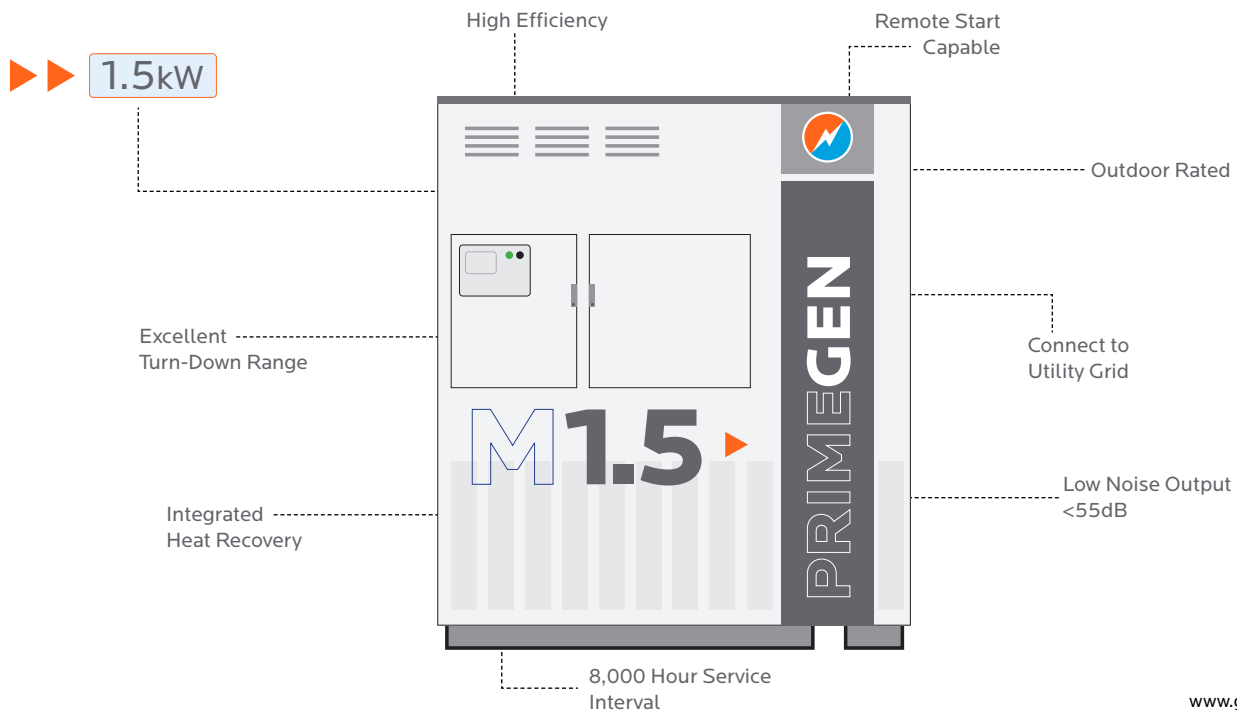 High Efficiency
Remote Start
Capable
1.5kW
Outdoor Rated
PRIMEGEN
Excellent
Turn-Down Range
Connect to
Utility Grid
M1.5
Integrated
Heat Recovery
Low Noise Output
<55dB
8,000 Hour Service
Interval
www.g